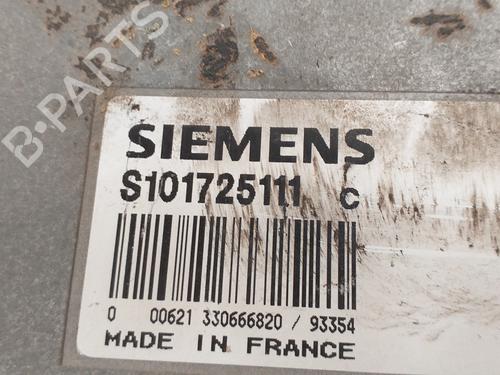 B-PARTS
SIEMENS
S101725111 C
0 00621 330666820 / 93354
MADE IN FRANCE